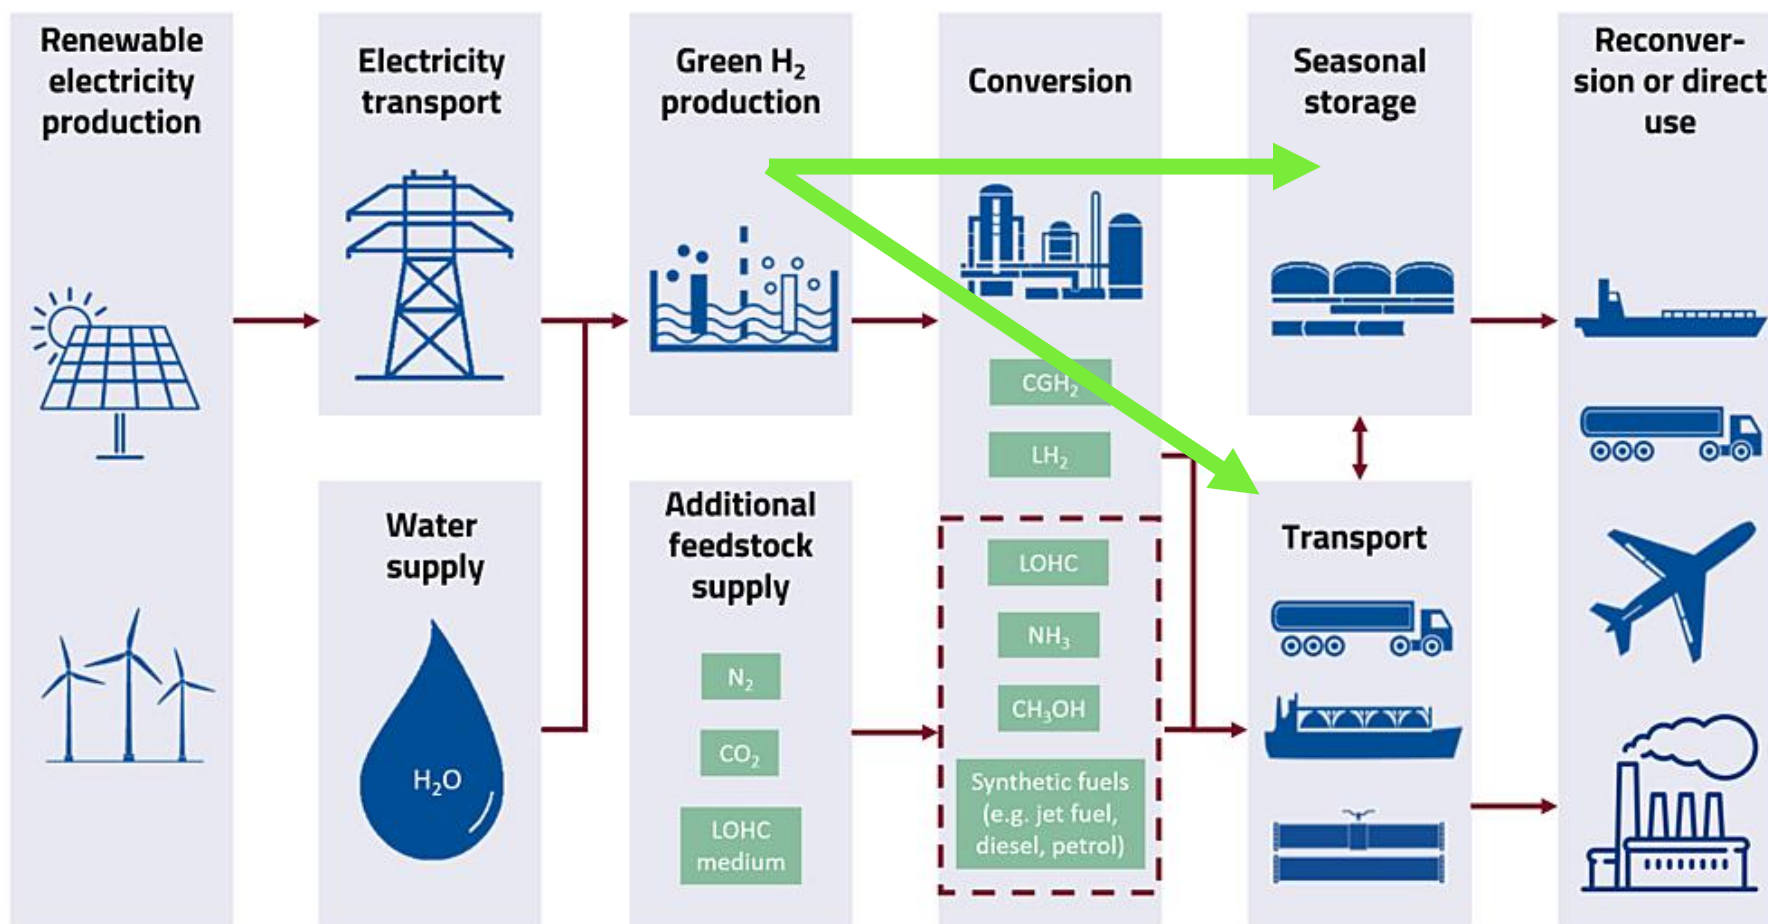 Renewable
electricity
production
Electricity
transport
Water
supply
H₂O
Green H₂
production
Additional
feedstock
supply
N₂
CO₂
LOHC
medium
Conversion
CGH₂
LH₂
LOHC
NH₃
CH₃OH
Synthetic fuels
(e.g. jet fuel,
diesel, petrol)
Seasonal
storage
Transport
Reconver-
sion or direct
use